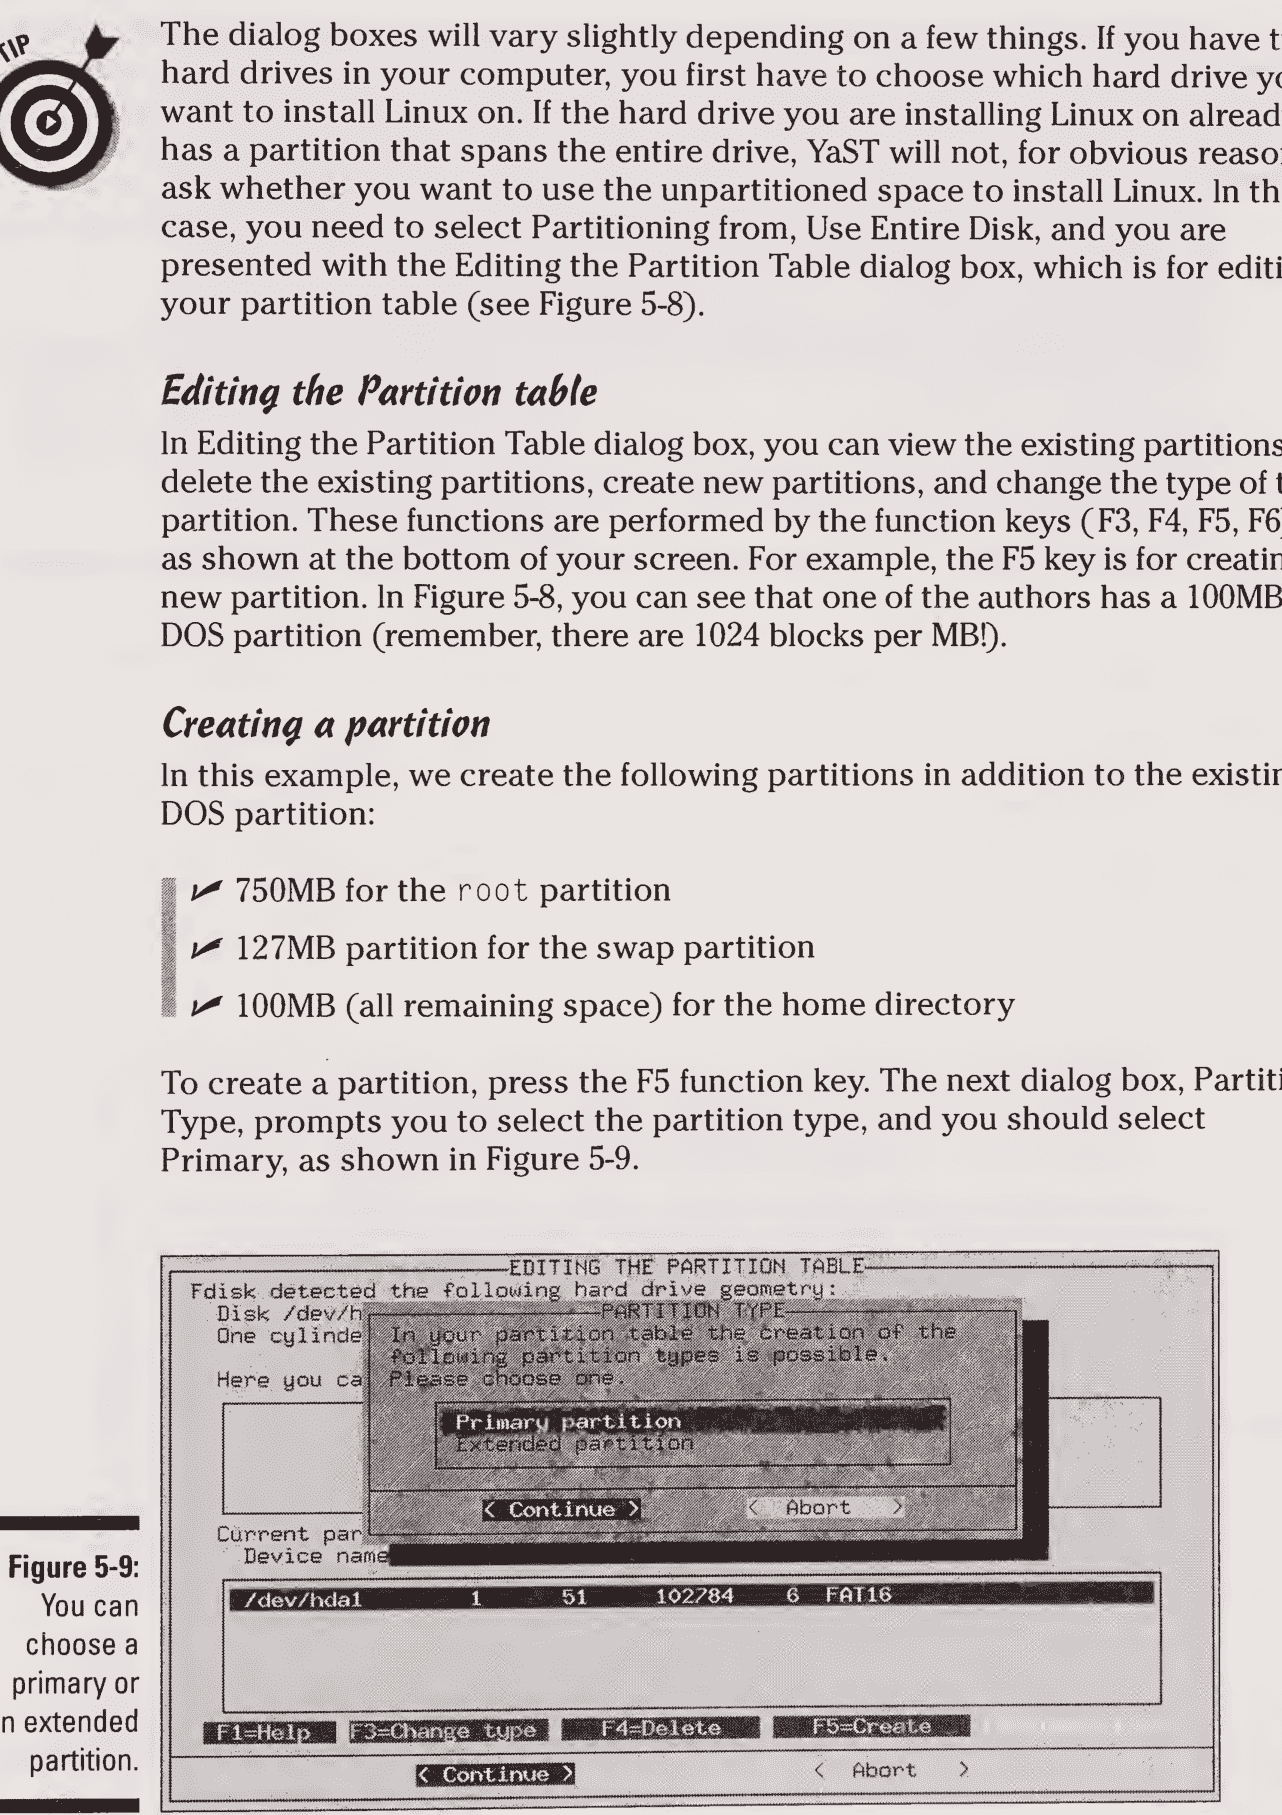 TIP
The dialog boxes will vary slightly depending on a few things. If you have
hard drives in your computer, you first have to choose which hard drive
want to install Linux on. If the hard drive you are installing Linux on
has a partition that spans the entire drive, YaST will not, for obvious
ask whether you want to use the unpartitioned space to install Linux. In
case, you need to select Partitioning from, Use Entire Disk, and you are
presented with the Editing the Partition Table dialog box, which is for
your partition table (see Figure 5-8).
Editing the Partition table
In Editing the Partition Table dialog box, you can view the existing partitions
delete the existing partitions, create new partitions, and change the type of
partition. These functions are performed by the function keys (F3, F4, F5, F6)
as shown at the bottom of your screen. For example, the F5 key is for
new partition. In Figure 5-8, you can see that one of the authors has a 100MB
DOS partition (remember, there are 1024 blocks per MB!).
Creating a partition
In this example, we create the following partitions in addition to the
DOS partition:
750MB for the root partition
127MB partition for the swap partition
100MB (all remaining space) for the home directory
To create a partition, press the F5 function key. The next dialog box,
Type, prompts you to select the partition type, and you should select
Primary, as shown in Figure 5-9.
EDITING THE PARTITION TABLE
Fdisk detected the following hard drive geometry:
Disk /dev/h
One cylinde
Here you ca
PARTITION TYPE
In your partition table the creation of the
following partition types is possible.
Please choose one.
Primary partition
Extended partition
< Continue > < Abort >
Current par
Device name
/dev/hda1 1 51 102784 6 FAT16
F1=Help F3=Change type F4=Delete F5=Create
< Continue > < Abort >
Figure 5-9:
You can
choose a
primary or
n extended
partition.